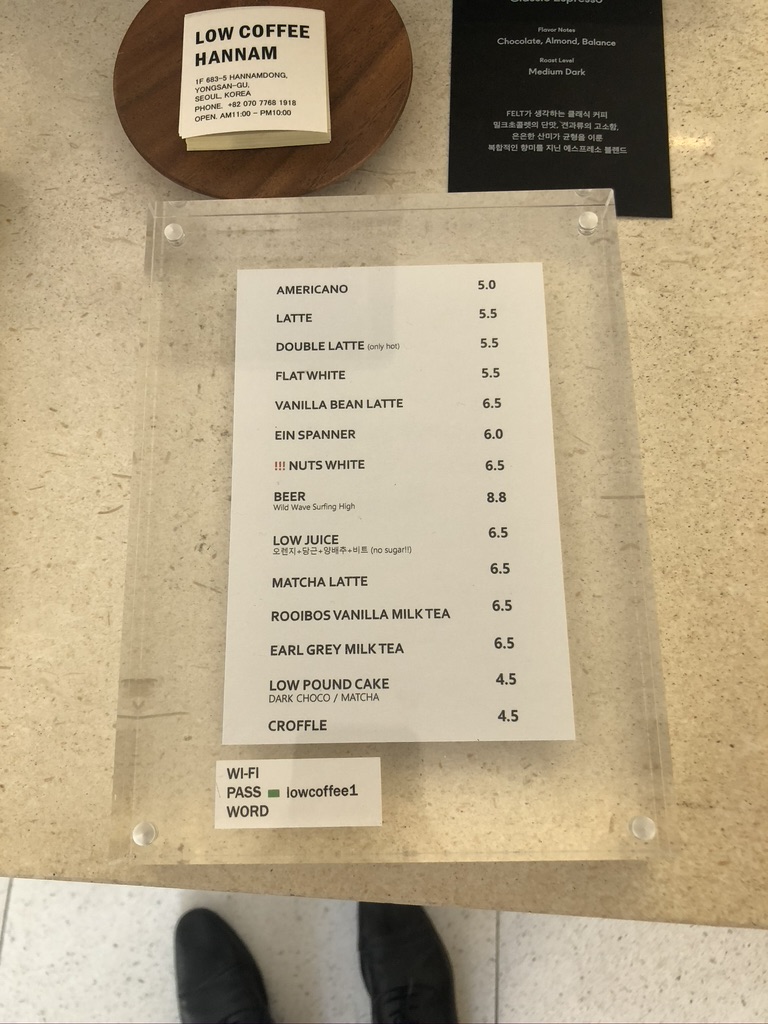 LOW COFFEE
HANNAM
1F 683-5 HANNAMDONG,
YONGSAN-GU,
SEOUL, KOREA
PHONE. +82 070 7768 1918
OPEN. AM11:00 - PM10:00
Classic Espresso
Flavor Notes
Chocolate, Almond, Balance
Roast Level
Medium Dark
FELT가 생각하는 클래식 커피
밀크초콜렛의 단맛, 견과류의 고소함,
은은한 산미가 균형을 이룬
복합적인 향미를 지닌 에스프레소 블렌드
AMERICANO 5.0
LATTE 5.5
DOUBLE LATTE (only hot) 5.5
FLAT WHITE 5.5
VANILLA BEAN LATTE 6.5
EIN SPANNER 6.0
!!! NUTS WHITE 6.5
BEER 8.8
Wild Wave Surfing High
LOW JUICE 6.5
오렌지+당근+양배추+비트 (no sugar!!)
MATCHA LATTE 6.5
ROOIBOS VANILLA MILK TEA 6.5
EARL GREY MILK TEA 6.5
LOW POUND CAKE 4.5
DARK CHOCO / MATCHA
CROFFLE 4.5
WI-FI
PASS lowcoffee1
WORD